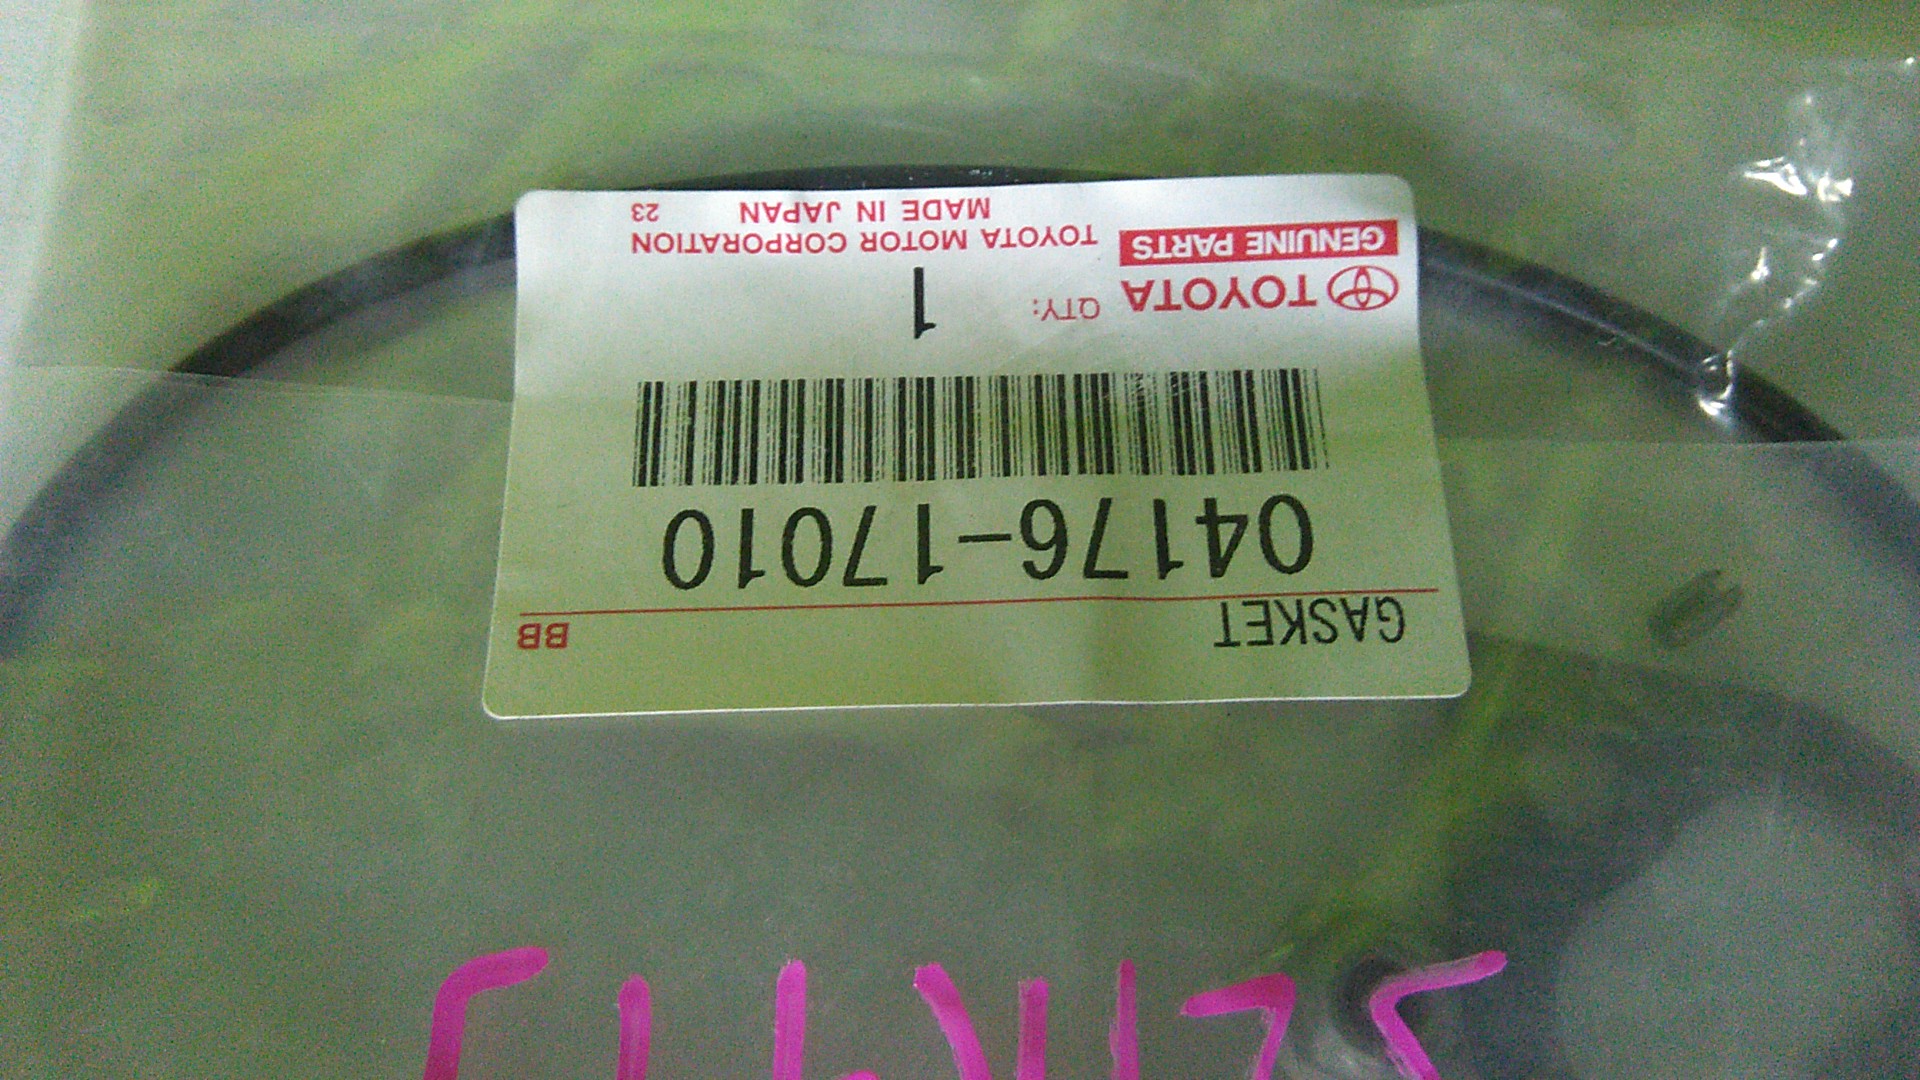 GASKET
BB
04176-17010
TOYOTA
QTY:
1
GENUINE PARTS
TOYOTA MOTOR CORPORATION
MADE IN JAPAN
23